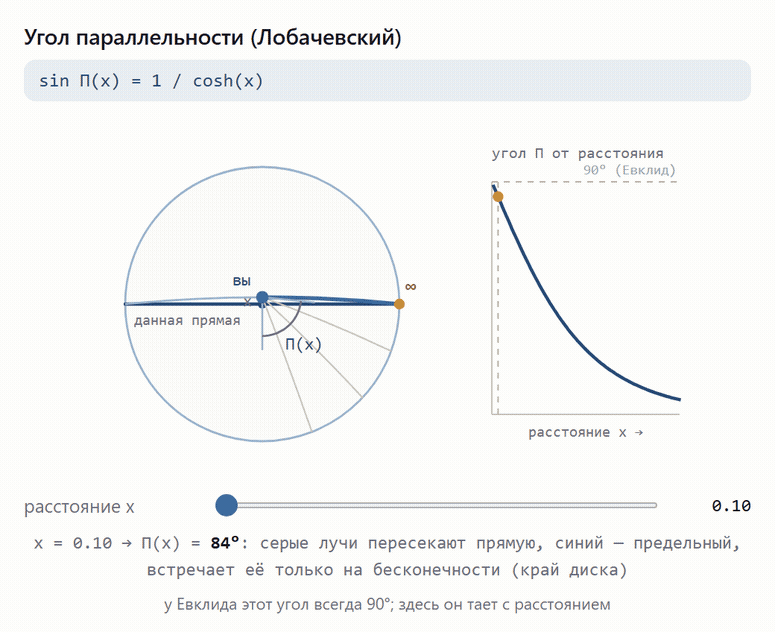 Угол параллельности (Лобачевский)
sin Π(x) = 1 / cosh(x)
угол Π от расстояния
90° (Евклид)
вы
∞
x
данная прямая
Π(x)
расстояние x →
расстояние x
0.10
x = 0.10 → Π(x) = 84°: серые лучи пересекают прямую, синий — предельный,
встречает её только на бесконечности (край диска)
у Евклида этот угол всегда 90°; здесь он тает с расстоянием